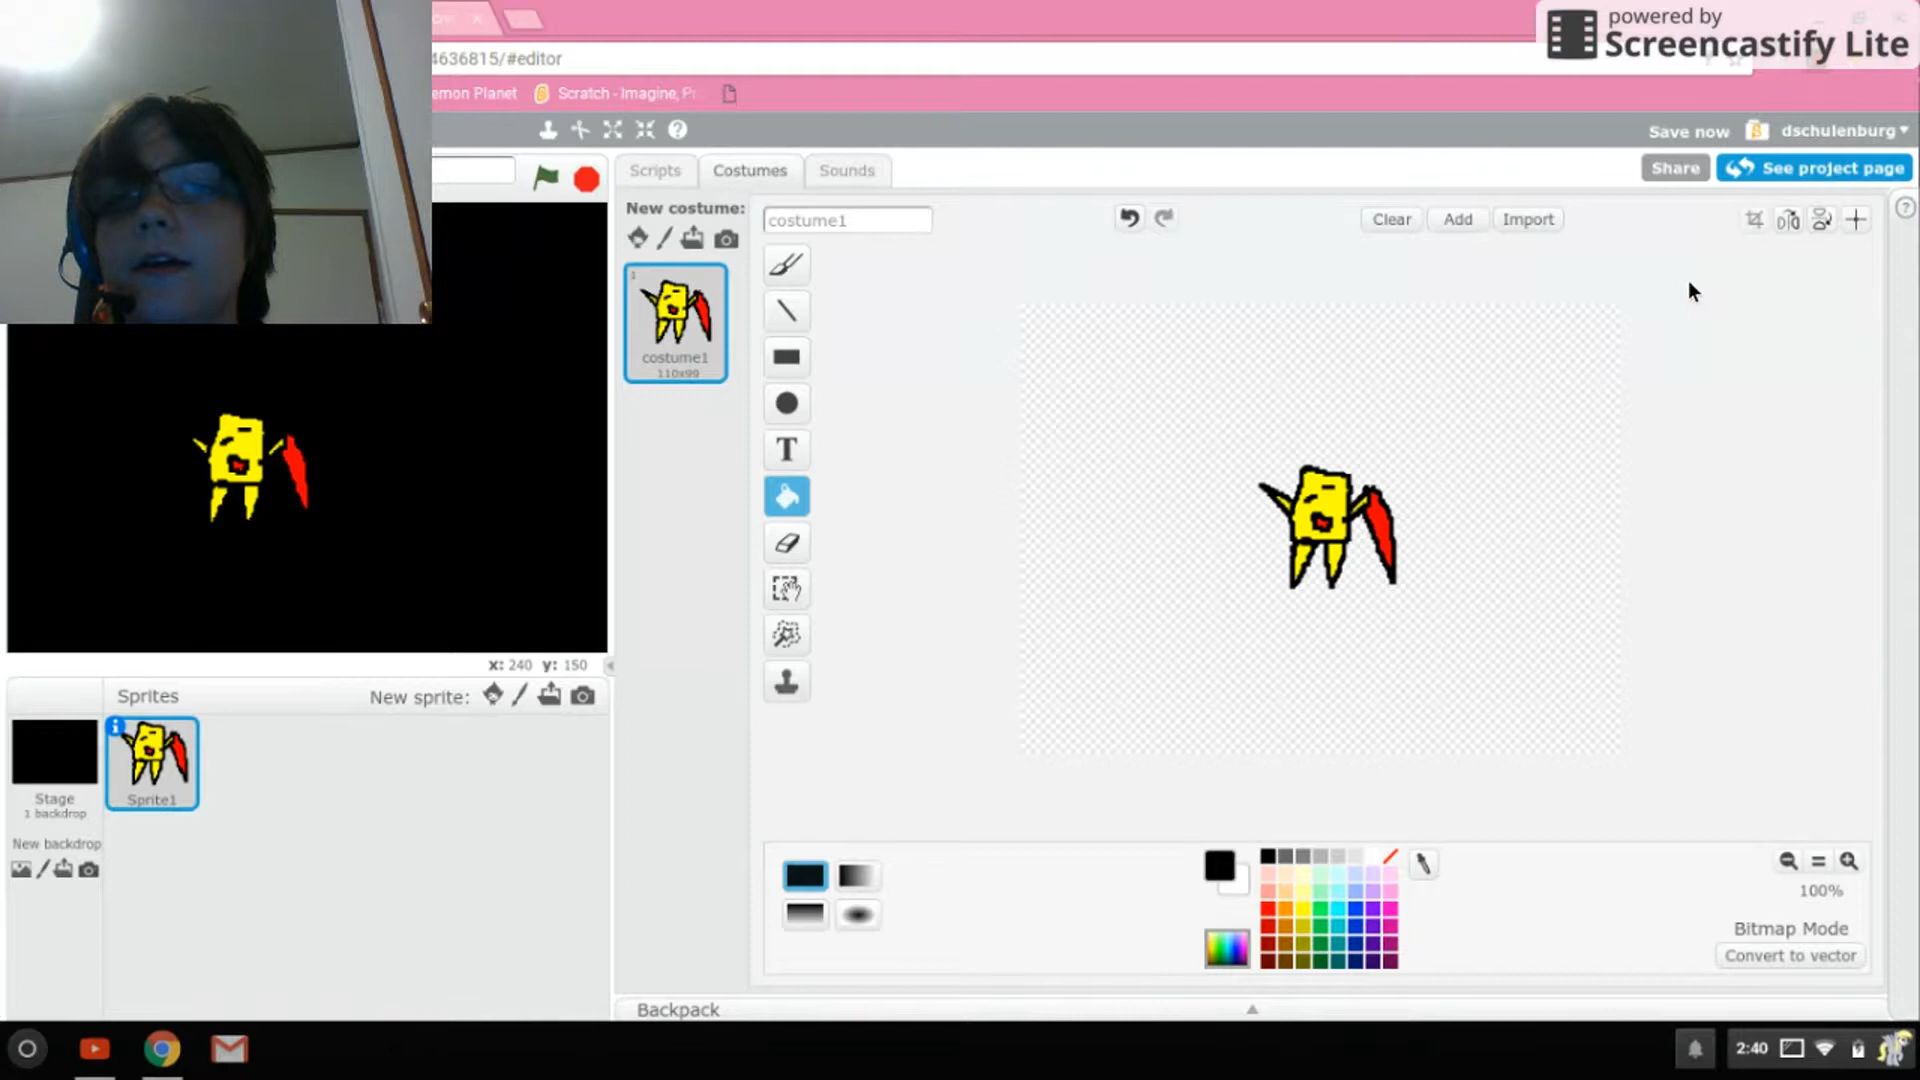 powered by
Screencastify Lite
4636815/#editor
emon Planet
Scratch - Imagine, Pr
Save now
dschulenburg
Scripts
Costumes
Sounds
Share
See project page
New costume:
costume1
Clear
Add
Import
1
costume1
110x99
T
x: 240 y: 150
Sprites
New sprite:
Stage
1 backdrop
Sprite1
New backdrop
100%
Bitmap Mode
Convert to vector
Backpack
2:40